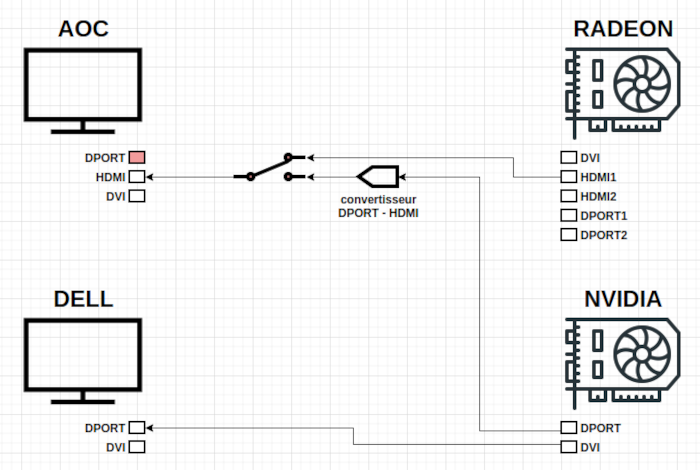 AOC
DPORT
HDMI
DVI
convertisseur
DPORT - HDMI
RADEON
DVI
HDMI1
HDMI2
DPORT1
DPORT2
DELL
DPORT
DVI
NVIDIA
DPORT
DVI